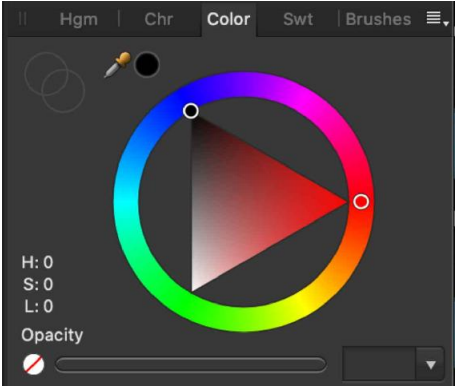 Hgm Chr Color Swt Brushes
H: 0
S: 0
L: 0
Opacity